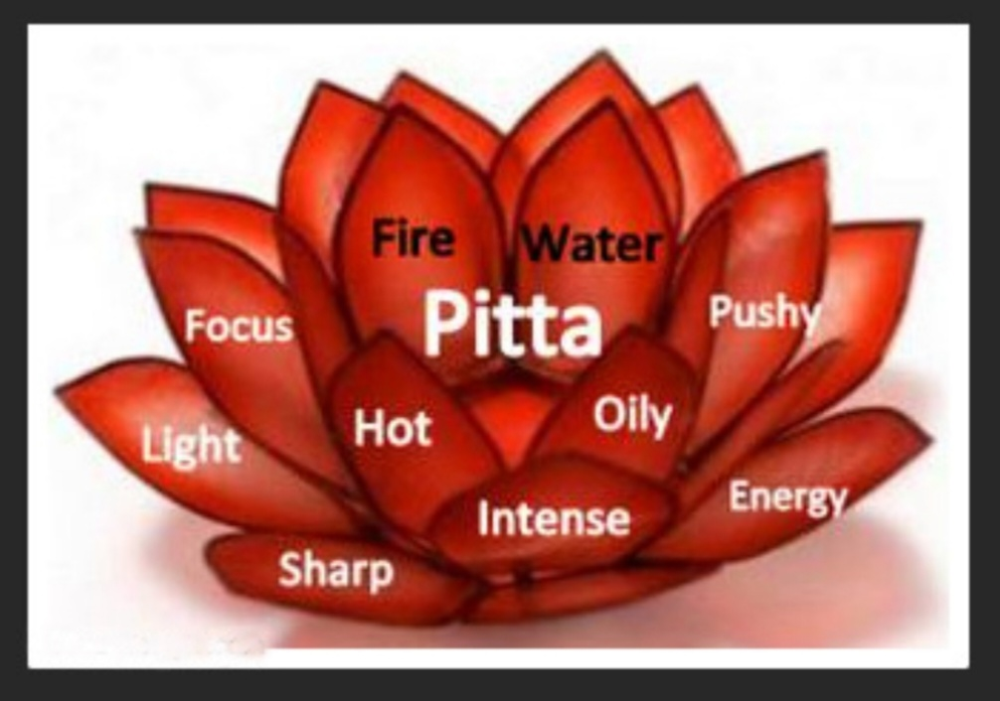 Fire
Water
Pitta
Focus
Pushy
Hot
Oily
Light
Energy
Intense
Sharp